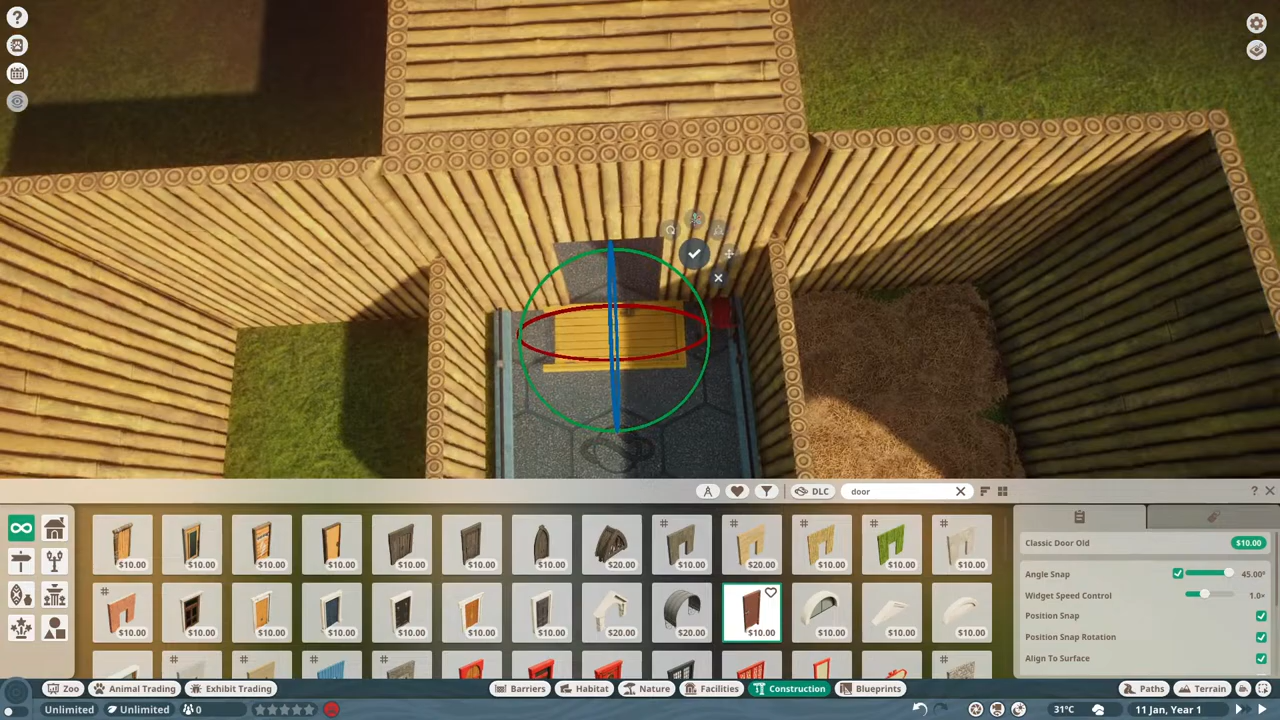 DLC
door
?
$10.00 $10.00 $10.00 $10.00 $10.00 $10.00 $10.00 $20.00 $10.00 $20.00 $10.00 $10.00 $10.00
$10.00 $10.00 $10.00 $10.00 $10.00 $10.00 $10.00 $20.00 $20.00 $10.00 $10.00 $10.00 $10.00
Classic Door Old $10.00
Angle Snap 45.00°
Widget Speed Control 1.0×
Position Snap
Position Snap Rotation
Align To Surface
Zoo Animal Trading Exhibit Trading Barriers Habitat Nature Facilities Construction Blueprints Paths Terrain
Unlimited Unlimited 0 31°C 11 Jan, Year 1